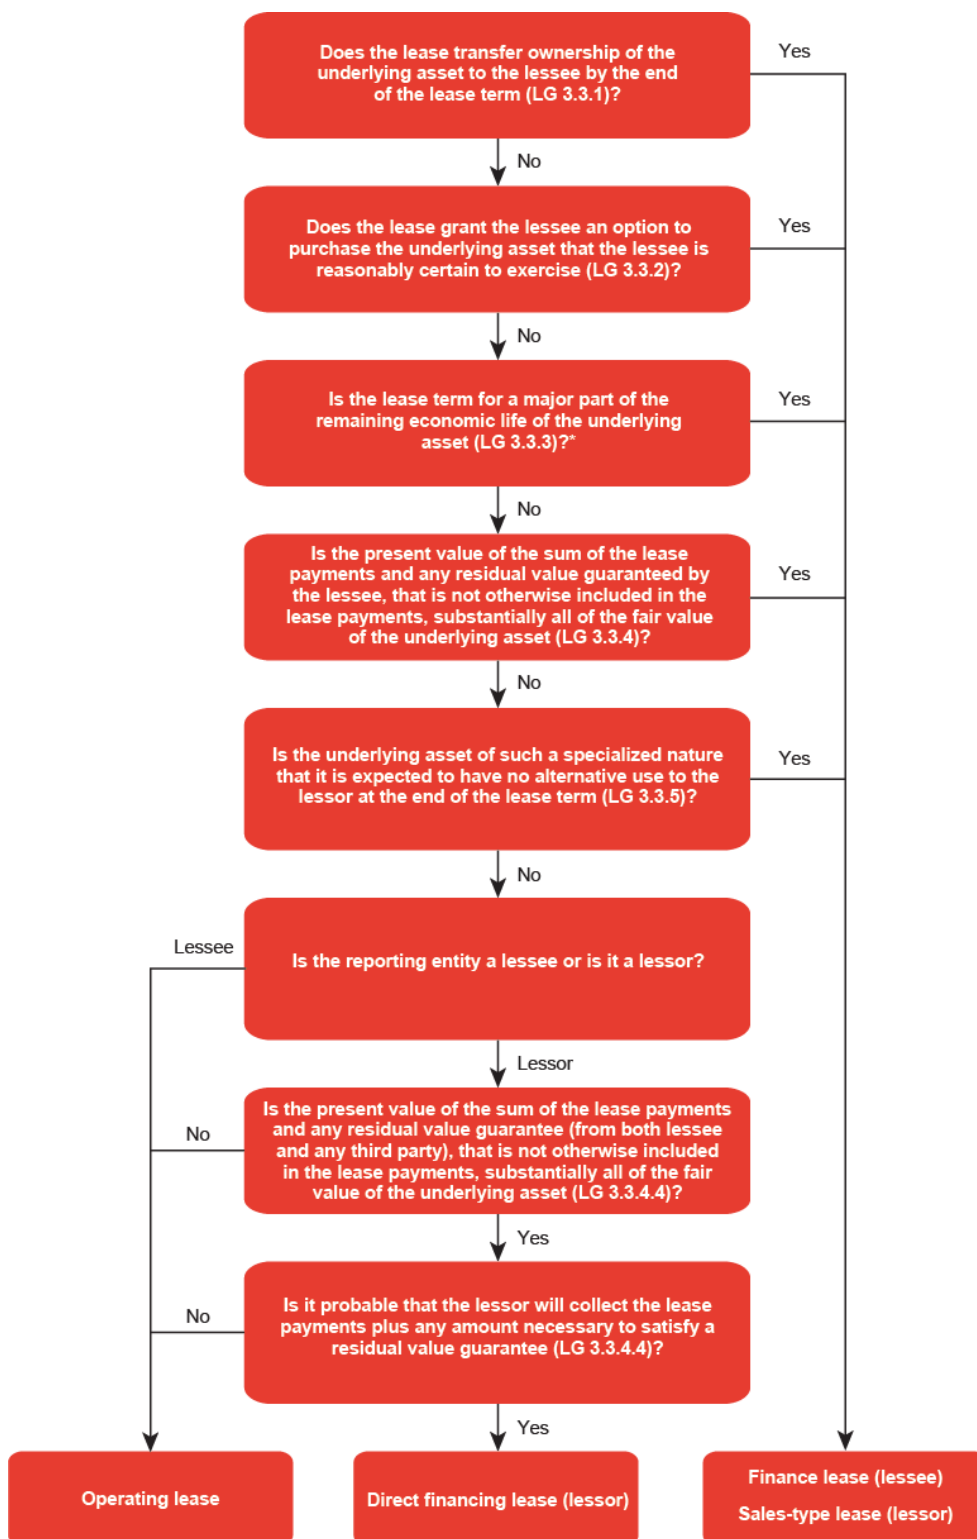 Does the lease transfer ownership of the
underlying asset to the lessee by the end
of the lease term (LG 3.3.1)?
Yes
No
Does the lease grant the lessee an option to
purchase the underlying asset that the lessee is
reasonably certain to exercise (LG 3.3.2)?
Yes
No
Is the lease term for a major part of the
remaining economic life of the underlying
asset (LG 3.3.3)?*
Yes
No
Is the present value of the sum of the lease
payments and any residual value guaranteed by
the lessee, that is not otherwise included in the
lease payments, substantially all of the fair value
of the underlying asset (LG 3.3.4)?
Yes
No
Is the underlying asset of such a specialized nature
that it is expected to have no alternative use to the
lessor at the end of the lease term (LG 3.3.5)?
Yes
No
Is the reporting entity a lessee or is it a lessor?
Lessee
Lessor
Is the present value of the sum of the lease payments
and any residual value guarantee (from both lessee
and any third party), that is not otherwise included
in the lease payments, substantially all of the fair
value of the underlying asset (LG 3.3.4.4)?
No
Yes
Is it probable that the lessor will collect the lease
payments plus any amount necessary to satisfy a
residual value guarantee (LG 3.3.4.4)?
No
Yes
Operating lease
Direct financing lease (lessor)
Finance lease (lessee)
Sales-type lease (lessor)